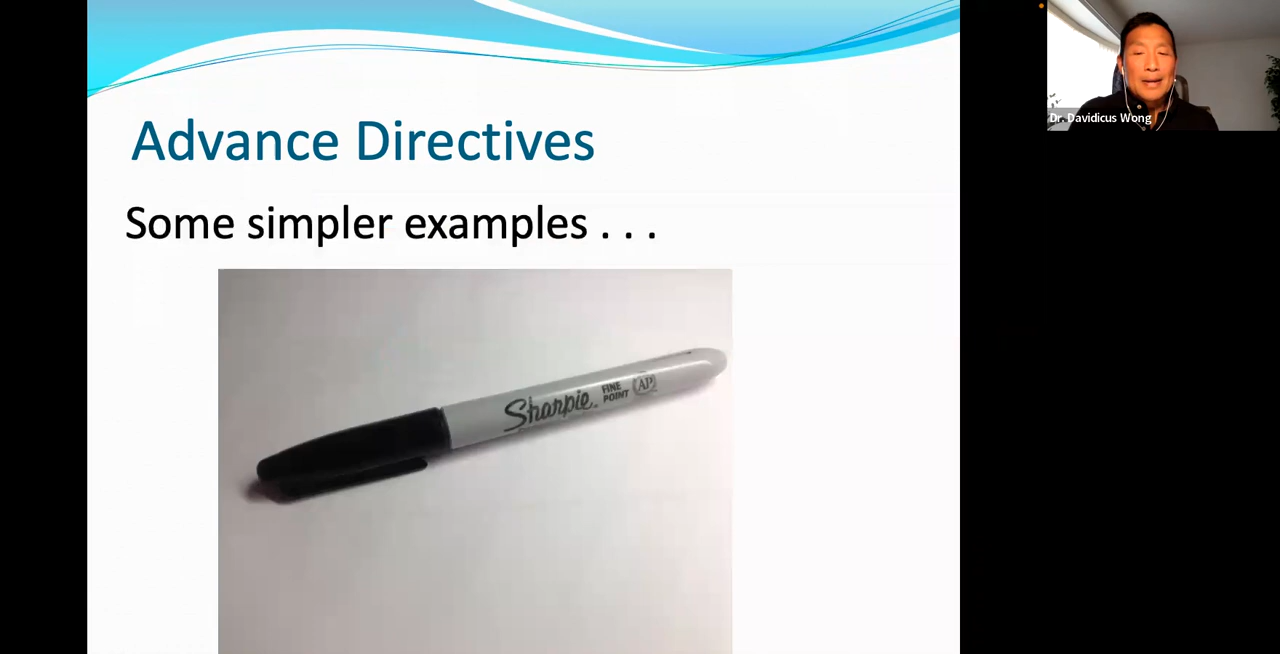 Advance Directives
Some simpler examples . . .
Sharpie
FINE
POINT
AP
Dr. Davidicus Wong